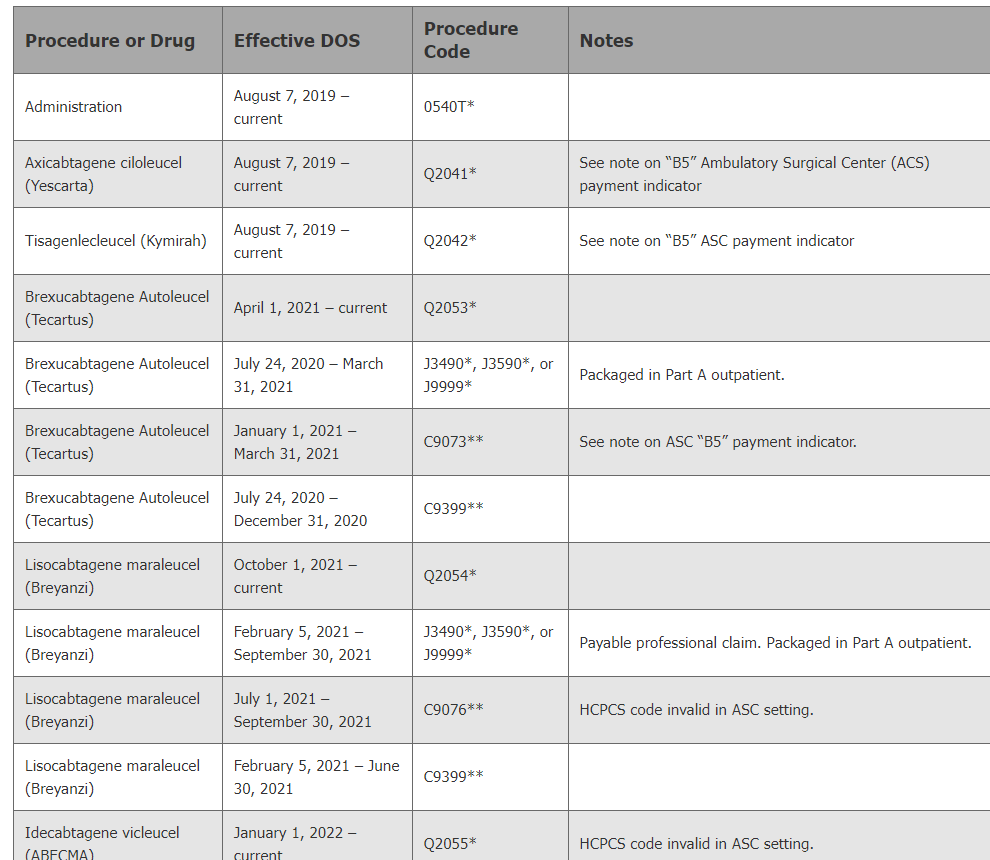 Procedure or Drug
Effective DOS
Procedure
Code
Notes
Administration
August 7, 2019 –
current
0540T*
Axicabtagene ciloleucel
(Yescarta)
August 7, 2019 –
current
Q2041*
See note on “B5” Ambulatory Surgical Center (ACS)
payment indicator
Tisagenlecleucel (Kymirah)
August 7, 2019 –
current
Q2042*
See note on “B5” ASC payment indicator
Brexucabtagene Autoleucel
(Tecartus)
April 1, 2021 – current
Q2053*
Brexucabtagene Autoleucel
(Tecartus)
July 24, 2020 – March
31, 2021
J3490*, J3590*, or
J9999*
Packaged in Part A outpatient.
Brexucabtagene Autoleucel
(Tecartus)
January 1, 2021 –
March 31, 2021
C9073**
See note on ASC “B5” payment indicator.
Brexucabtagene Autoleucel
(Tecartus)
July 24, 2020 –
December 31, 2020
C9399**
Lisocabtagene maraleucel
(Breyanzi)
October 1, 2021 –
current
Q2054*
Lisocabtagene maraleucel
(Breyanzi)
February 5, 2021 –
September 30, 2021
J3490*, J3590*, or
J9999*
Payable professional claim. Packaged in Part A outpatient.
Lisocabtagene maraleucel
(Breyanzi)
July 1, 2021 –
September 30, 2021
C9076**
HCPCS code invalid in ASC setting.
Lisocabtagene maraleucel
(Breyanzi)
February 5, 2021 – June
30, 2021
C9399**
Idecabtagene vicleucel
(ABECMA)
January 1, 2022 –
current
Q2055*
HCPCS code invalid in ASC setting.